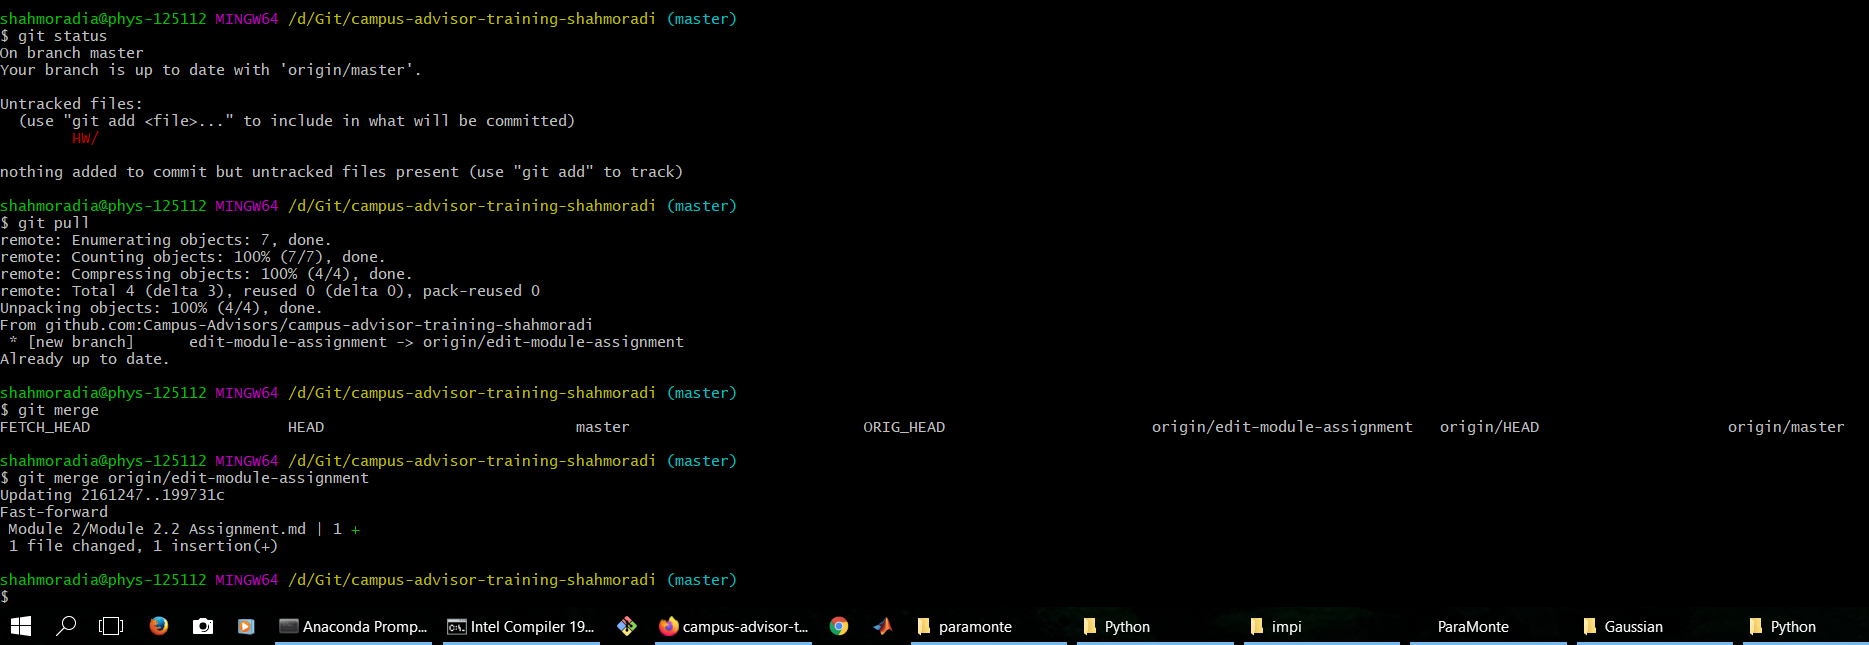 shahmoradia@phys-125112 MINGW64 /d/Git/campus-advisor-training-shahmoradi (master)
$ git status
On branch master
Your branch is up to date with 'origin/master'.
Untracked files:
  (use "git add <file>..." to include in what will be committed)
        HW/
nothing added to commit but untracked files present (use "git add" to track)
shahmoradia@phys-125112 MINGW64 /d/Git/campus-advisor-training-shahmoradi (master)
$ git pull
remote: Enumerating objects: 7, done.
remote: Counting objects: 100% (7/7), done.
remote: Compressing objects: 100% (4/4), done.
remote: Total 4 (delta 3), reused 0 (delta 0), pack-reused 0
Unpacking objects: 100% (4/4), done.
From github.com:Campus-Advisors/campus-advisor-training-shahmoradi
 * [new branch]      edit-module-assignment -> origin/edit-module-assignment
Already up to date.
shahmoradia@phys-125112 MINGW64 /d/Git/campus-advisor-training-shahmoradi (master)
$ git merge
FETCH_HEAD HEAD master ORIG_HEAD origin/edit-module-assignment origin/HEAD origin/master
shahmoradia@phys-125112 MINGW64 /d/Git/campus-advisor-training-shahmoradi (master)
$ git merge origin/edit-module-assignment
Updating 2161247..199731c
Fast-forward
 Module 2/Module 2.2 Assignment.md | 1 +
 1 file changed, 1 insertion(+)
shahmoradia@phys-125112 MINGW64 /d/Git/campus-advisor-training-shahmoradi (master)
$
Anaconda Promp... Intel Compiler 19... campus-advisor-t... paramonte Python impi ParaMonte Gaussian Python